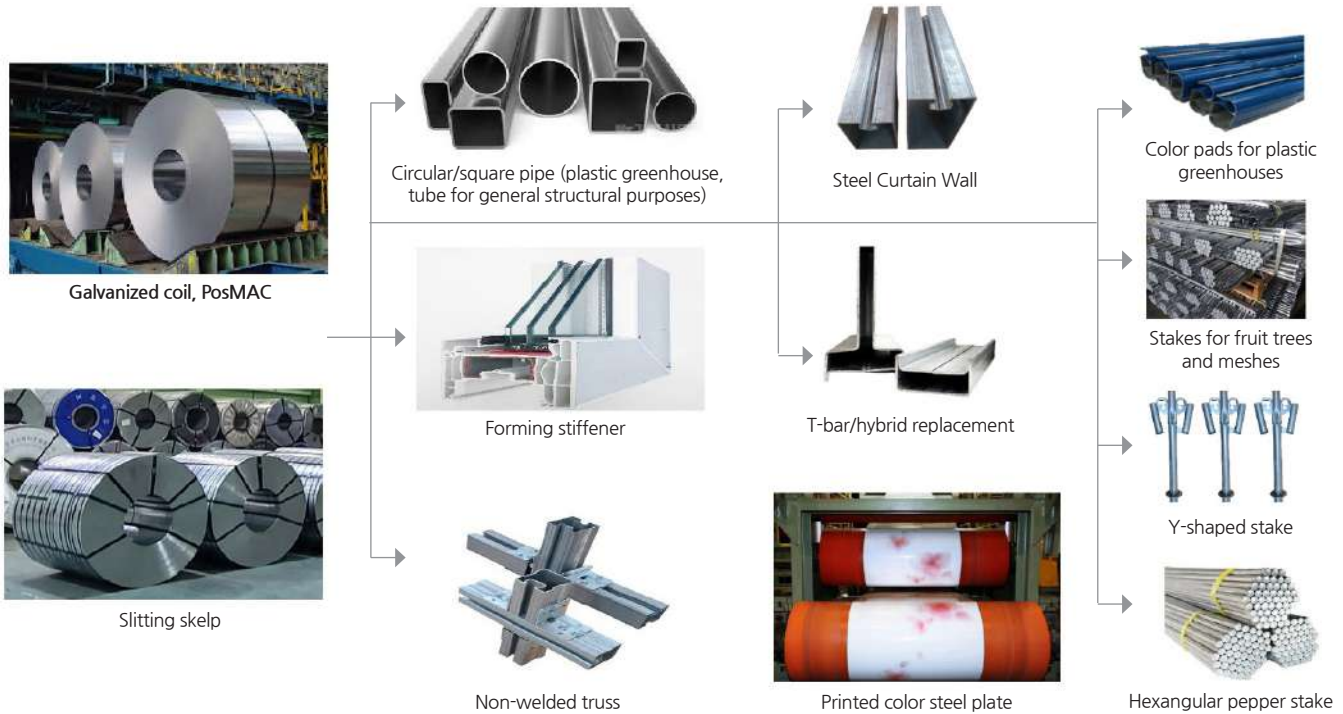 Circular/square pipe (plastic greenhouse,
tube for general structural purposes)
Steel Curtain Wall
Color pads for plastic
greenhouses
Galvanized coil, PosMAC
Stakes for fruit trees
and meshes
Forming stiffener
T-bar/hybrid replacement
Y-shaped stake
Slitting skelp
Non-welded truss
Printed color steel plate
Hexangular pepper stake